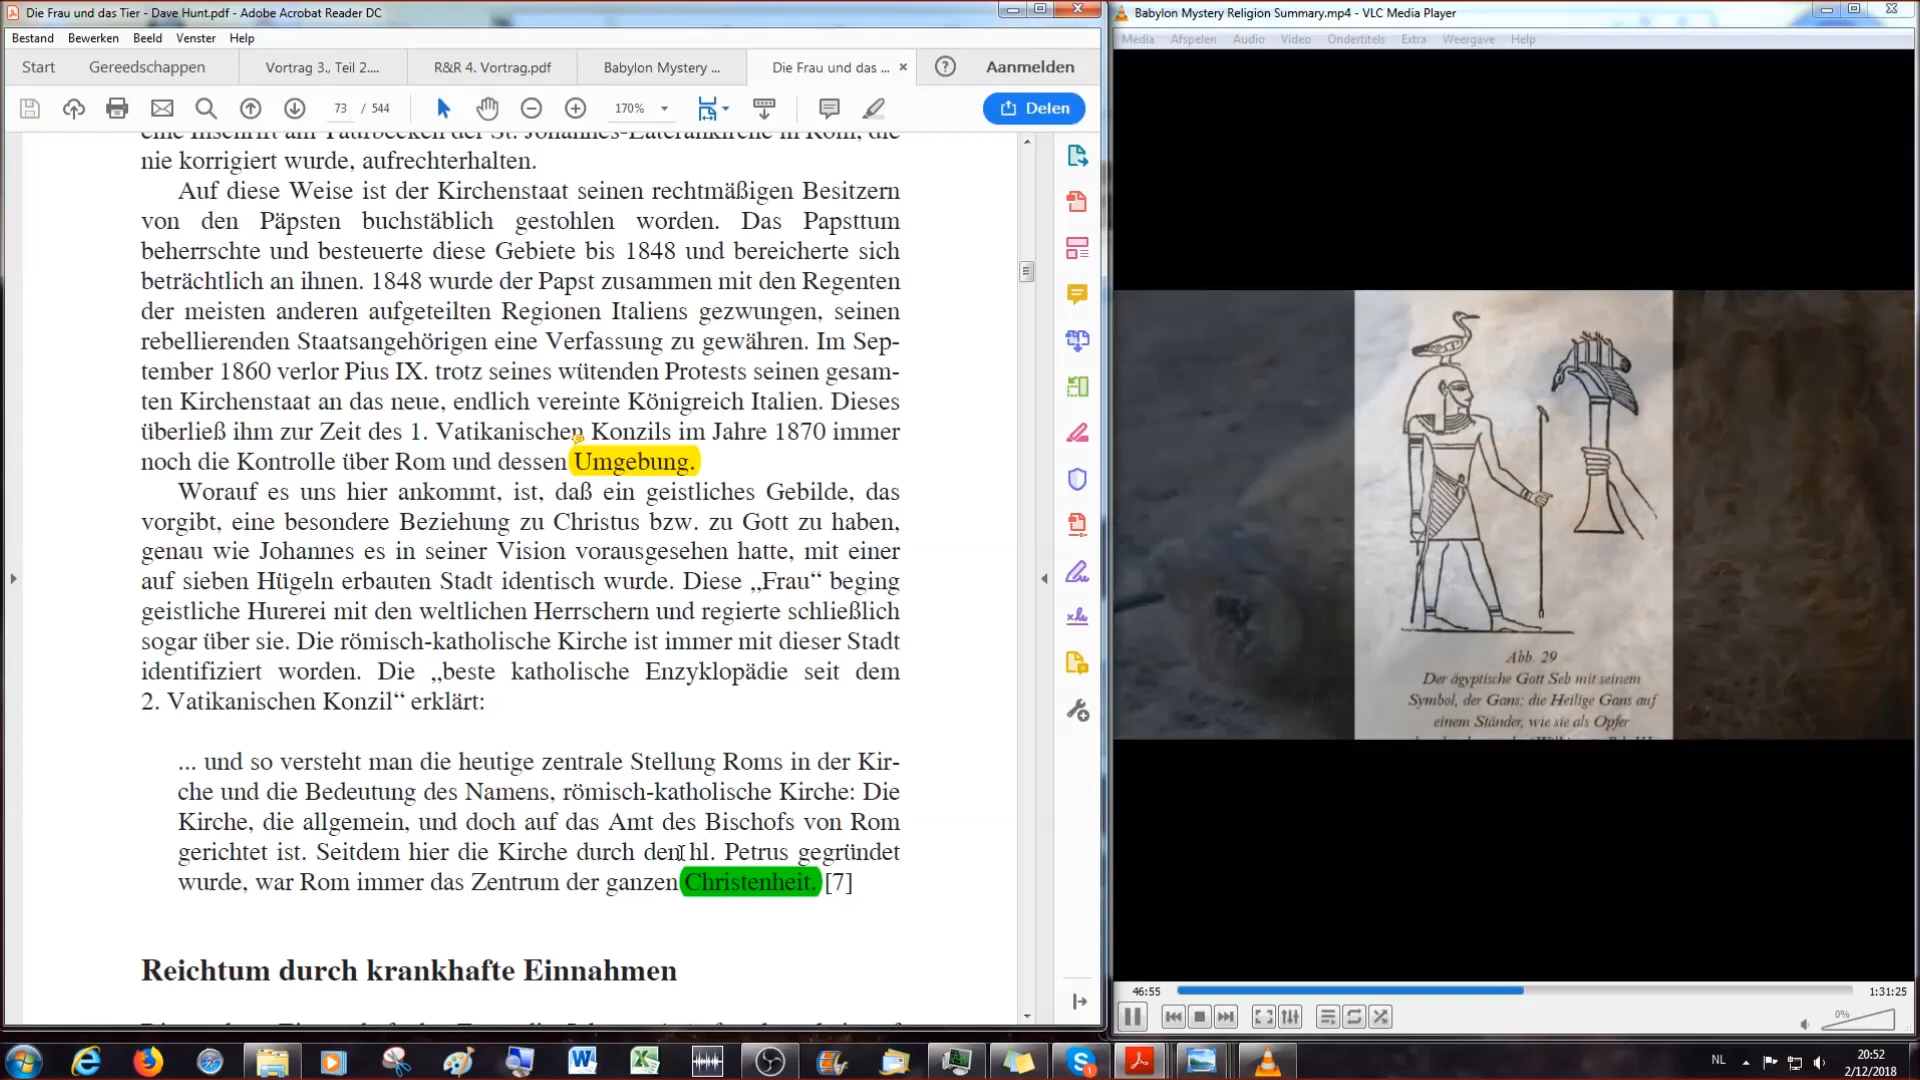 Die Frau und das Tier - Dave Hunt.pdf - Adobe Acrobat Reader DC
Bestand Bewerken Beeld Venster Help
Start Gereedschappen Vortrag 3., Teil 2.... R&R 4. Vortrag.pdf Babylon Mystery ... Die Frau und das ... × Aanmelden
73 / 544 170% Delen
nie korrigiert wurde, aufrechterhalten.
Auf diese Weise ist der Kirchenstaat seinen rechtmäßigen Besitzern
von den Päpsten buchstäblich gestohlen worden. Das Papsttum
beherrschte und besteuerte diese Gebiete bis 1848 und bereicherte sich
beträchtlich an ihnen. 1848 wurde der Papst zusammen mit den Regenten
der meisten anderen aufgeteilten Regionen Italiens gezwungen, seinen
rebellierenden Staatsangehörigen eine Verfassung zu gewähren. Im Sep-
tember 1860 verlor Pius IX. trotz seines wütenden Protests seinen gesam-
ten Kirchenstaat an das neue, endlich vereinte Königreich Italien. Dieses
überließ ihm zur Zeit des 1. Vatikanischen Konzils im Jahre 1870 immer
noch die Kontrolle über Rom und dessen Umgebung.
Worauf es uns hier ankommt, ist, daß ein geistliches Gebilde, das
vorgibt, eine besondere Beziehung zu Christus bzw. zu Gott zu haben,
genau wie Johannes es in seiner Vision vorausgesehen hatte, mit einer
auf sieben Hügeln erbauten Stadt identisch wurde. Diese „Frau“ beging
geistliche Hurerei mit den weltlichen Herrschern und regierte schließlich
sogar über sie. Die römisch-katholische Kirche ist immer mit dieser Stadt
identifiziert worden. Die „beste katholische Enzyklopädie seit dem
2. Vatikanischen Konzil“ erklärt:
... und so versteht man die heutige zentrale Stellung Roms in der Kir-
che und die Bedeutung des Namens, römisch-katholische Kirche: Die
Kirche, die allgemein, und doch auf das Amt des Bischofs von Rom
gerichtet ist. Seitdem hier die Kirche durch den hl. Petrus gegründet
wurde, war Rom immer das Zentrum der ganzen Christenheit. [7]
Reichtum durch krankhafte Einnahmen
Babylon Mystery Religion Summary.mp4 - VLC Media Player
Media Afspelen Audio Video Ondertitels Extra Weergave Help
Abb. 29
Der ägyptische Gott Seb mit seinem
Symbol, der Gans; die Heilige Gans auf
einem Ständer, wie sie als Opfer
46:55 1:31:25
0%
NL 20:52
2/12/2018